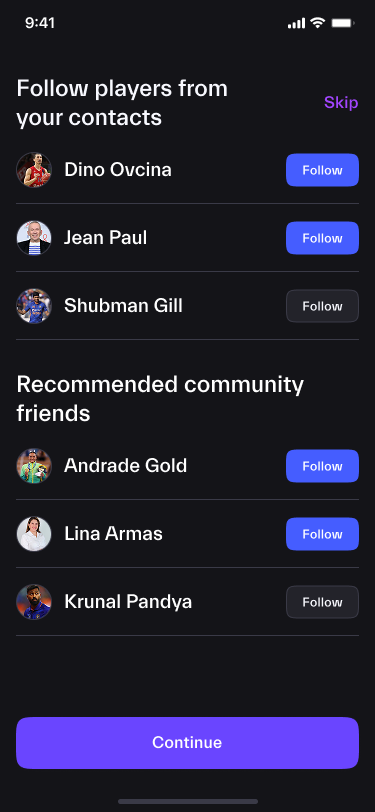 9:41
Follow players from
your contacts
Skip
Dino Ovcina
Follow
Jean Paul
Follow
Shubman Gill
Follow
Recommended community
friends
Andrade Gold
Follow
Lina Armas
Follow
Krunal Pandya
Follow
Continue